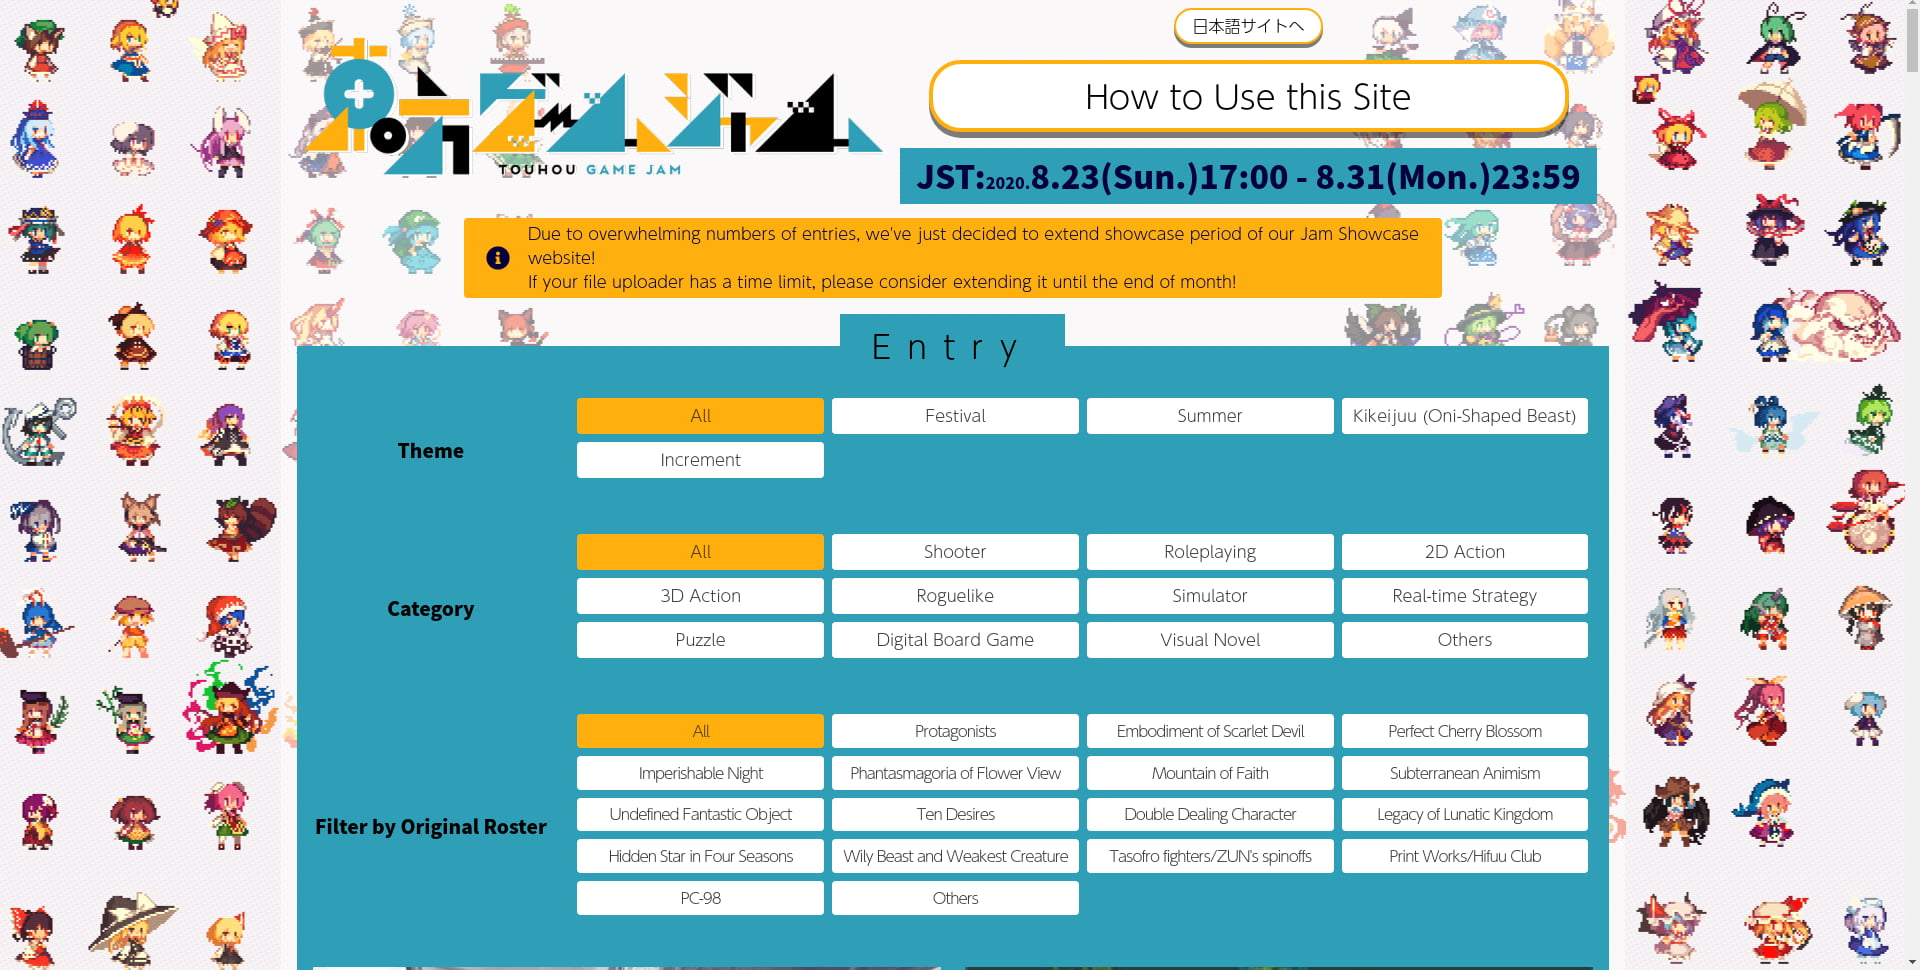 日本語サイトへ
How to Use this Site
TOUHOU GAME JAM
JST:2020.8.23(Sun.)17:00 - 8.31(Mon.)23:59
Due to overwhelming numbers of entries, we've just decided to extend showcase period of our Jam Showcase
website!
If your file uploader has a time limit, please consider extending it until the end of month!
Entry
Theme
All
Festival
Summer
Kikeijuu (Oni-Shaped Beast)
Increment
Category
All
Shooter
Roleplaying
2D Action
3D Action
Roguelike
Simulator
Real-time Strategy
Puzzle
Digital Board Game
Visual Novel
Others
Filter by Original Roster
All
Protagonists
Embodiment of Scarlet Devil
Perfect Cherry Blossom
Imperishable Night
Phantasmagoria of Flower View
Mountain of Faith
Subterranean Animism
Undefined Fantastic Object
Ten Desires
Double Dealing Character
Legacy of Lunatic Kingdom
Hidden Star in Four Seasons
Wily Beast and Weakest Creature
Tasofro fighters/ZUN's spinoffs
Print Works/Hifuu Club
PC-98
Others